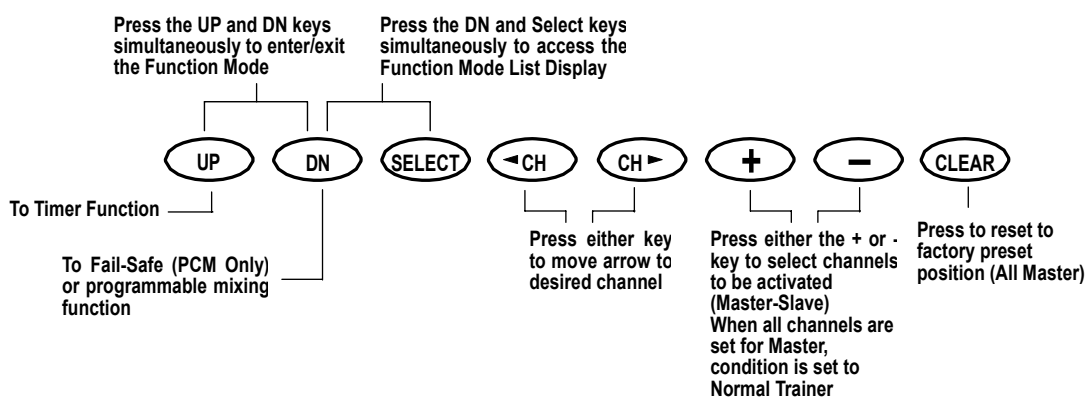 Press the UP and DN keys
simultaneously to enter/exit
the Function Mode
Press the DN and Select keys
simultaneously to access the
Function Mode List Display
UP
DN
SELECT
◄CH
CH►
+
−
CLEAR
To Timer Function
To Fail-Safe (PCM Only)
or programmable mixing
function
Press either key
to move arrow to
desired channel
Press either the + or -
key to select channels
to be activated
(Master-Slave)
When all channels are
set for Master,
condition is set to
Normal Trainer
Press to reset to
factory preset
position (All Master)